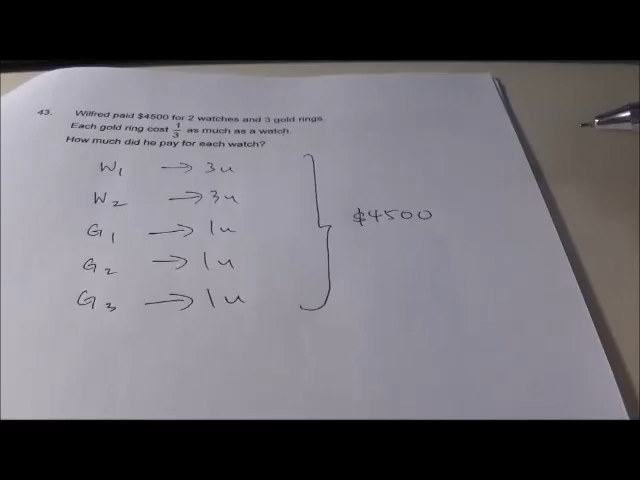 43. Wilfred paid $4500 for 2 watches and 3 gold rings.
Each gold ring cost 1/3 as much as a watch.
How much did he pay for each watch?
W1 → 3u
W2 → 3u
G1 → 1u
G2 → 1u
G3 → 1u
$4500